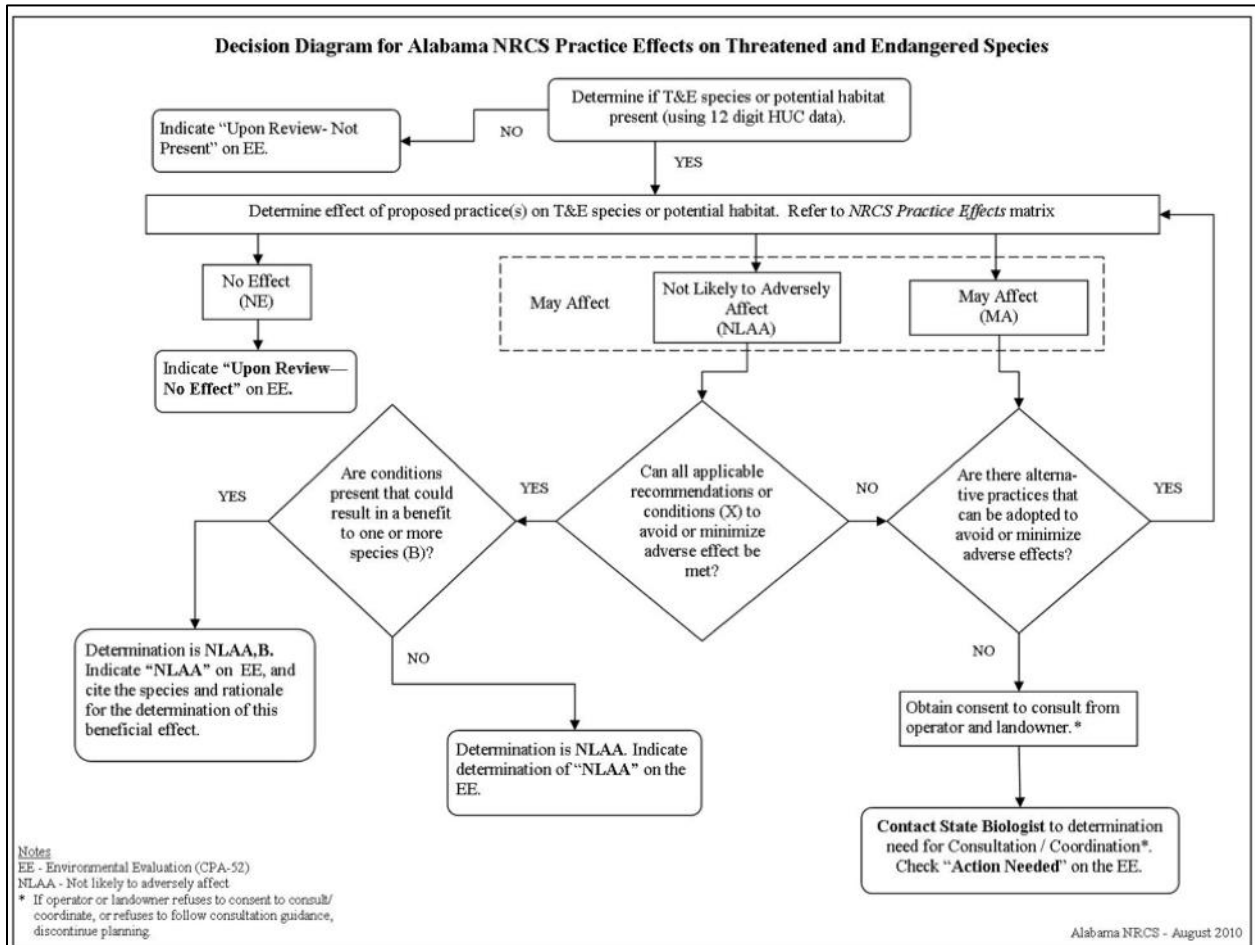 Decision Diagram for Alabama NRCS Practice Effects on Threatened and Endangered Species
Determine if T&E species or potential habitat
present (using 12 digit HUC data).
NO
Indicate “Upon Review- Not
Present” on EE.
YES
Determine effect of proposed practice(s) on T&E species or potential habitat.  Refer to NRCS Practice Effects matrix
No Effect
(NE)
May Affect
Not Likely to Adversely
Affect
(NLAA)
May Affect
(MA)
Indicate “Upon Review—
No Effect” on EE.
Are conditions
present that could
result in a benefit
to one or more
species (B)?
YES
YES
Can all applicable
recommendations or
conditions (X) to
avoid or minimize
adverse effect be
met?
NO
Are there alterna-
tive practices that
can be adopted to
avoid or minimize
adverse effects?
YES
Determination is NLAA,B.
Indicate “NLAA” on EE, and
cite the species and rationale
for the determination of this
beneficial effect.
NO
Determination is NLAA. Indicate
determination of “NLAA” on the
EE.
NO
Obtain consent to consult from
operator and landowner.*
Contact State Biologist to determination
need for Consultation / Coordination*.
Check “Action Needed” on the EE.
Notes
EE - Environmental Evaluation (CPA-52)
NLAA - Not likely to adversely affect
* If operator or landowner refuses to consent to consult/
coordinate, or refuses to follow consultation guidance,
discontinue planning.
Alabama NRCS - August 2010